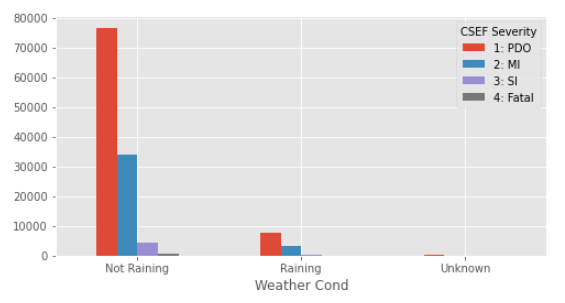 80000
70000
60000
50000
40000
30000
20000
10000
0
CSEF Severity
1: PDO
2: MI
3: SI
4: Fatal
Not Raining
Raining
Unknown
Weather Cond